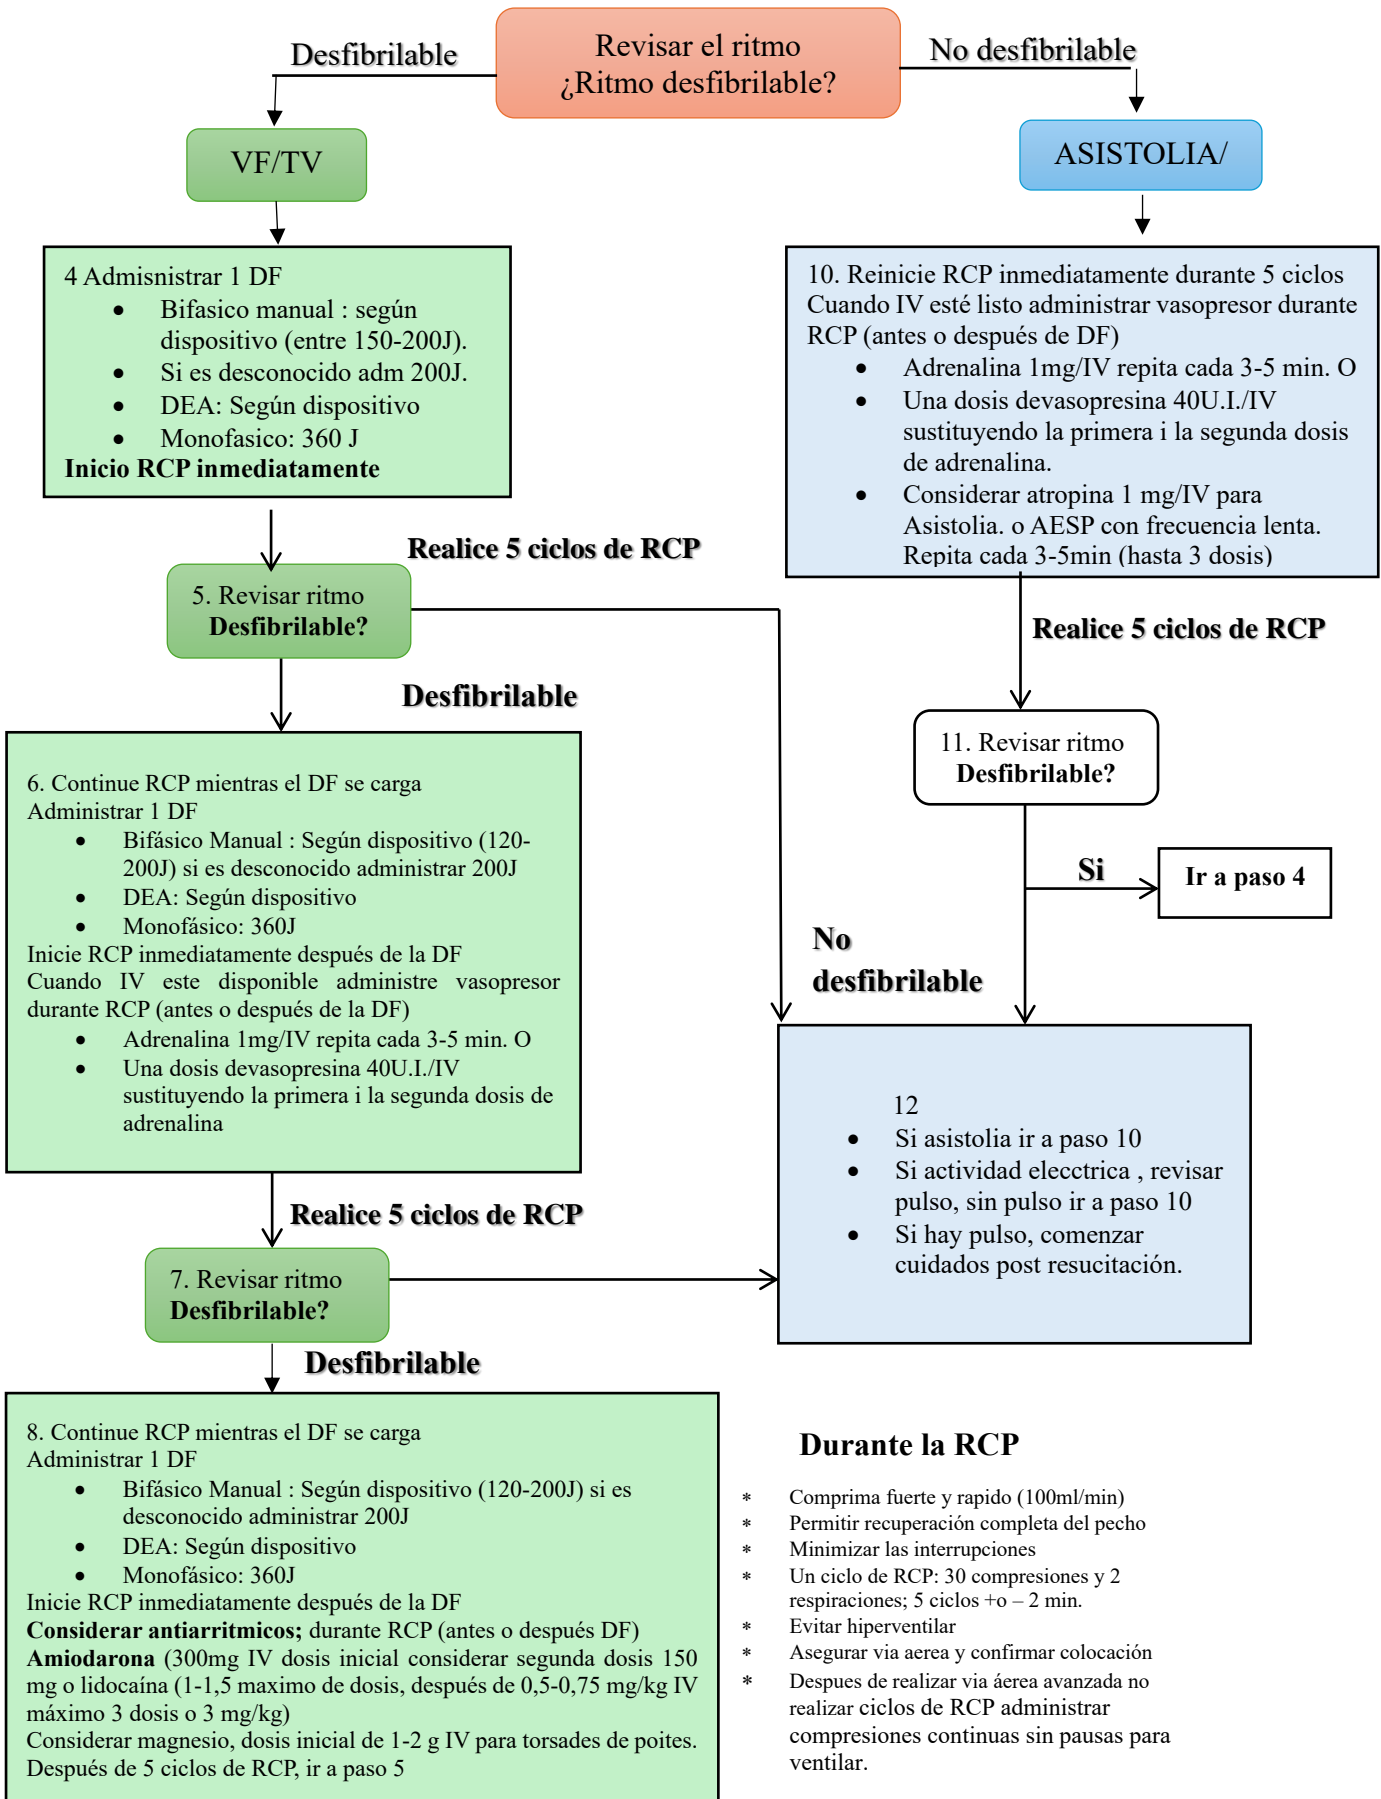 Revisar el ritmo
¿Ritmo desfibrilable?
Desfibrilable
No desfibrilable
VF/TV
ASISTOLIA/
4 Admisnistrar 1 DF
• Bifasico manual : según
dispositivo (entre 150-200J).
• Si es desconocido adm 200J.
• DEA: Según dispositivo
• Monofasico: 360 J
Inicio RCP inmediatamente
10. Reinicie RCP inmediatamente durante 5 ciclos
Cuando IV esté listo administrar vasopresor durante
RCP (antes o después de DF)
• Adrenalina 1mg/IV repita cada 3-5 min. O
• Una dosis devasopresina 40U.I./IV
sustituyendo la primera i la segunda dosis
de adrenalina.
• Considerar atropina 1 mg/IV para
Asistolia. o AESP con frecuencia lenta.
Repita cada 3-5min (hasta 3 dosis)
Realice 5 ciclos de RCP
5. Revisar ritmo
Desfibrilable?
Realice 5 ciclos de RCP
Desfibrilable
11. Revisar ritmo
Desfibrilable?
6. Continue RCP mientras el DF se carga
Administrar 1 DF
• Bifásico Manual : Según dispositivo (120-
200J) si es desconocido administrar 200J
• DEA: Según dispositivo
• Monofásico: 360J
Inicie RCP inmediatamente después de la DF
Cuando IV este disponible administre vasopresor
durante RCP (antes o después de la DF)
• Adrenalina 1mg/IV repita cada 3-5 min. O
• Una dosis devasopresina 40U.I./IV
sustituyendo la primera i la segunda dosis de
adrenalina
Si
Ir a paso 4
No
desfibrilable
12
• Si asistolia ir a paso 10
• Si actividad elecctrica , revisar
pulso, sin pulso ir a paso 10
• Si hay pulso, comenzar
cuidados post resucitación.
Realice 5 ciclos de RCP
7. Revisar ritmo
Desfibrilable?
Desfibrilable
8. Continue RCP mientras el DF se carga
Administrar 1 DF
• Bifásico Manual : Según dispositivo (120-200J) si es
desconocido administrar 200J
• DEA: Según dispositivo
• Monofásico: 360J
Inicie RCP inmediatamente después de la DF
Considerar antiarritmicos; durante RCP (antes o después DF)
Amiodarona (300mg IV dosis inicial considerar segunda dosis 150
mg o lidocaína (1-1,5 maximo de dosis, después de 0,5-0,75 mg/kg IV
máximo 3 dosis o 3 mg/kg)
Considerar magnesio, dosis inicial de 1-2 g IV para torsades de poites.
Después de 5 ciclos de RCP, ir a paso 5
Durante la RCP
* Comprima fuerte y rapido (100ml/min)
* Permitir recuperación completa del pecho
* Minimizar las interrupciones
* Un ciclo de RCP: 30 compresiones y 2
respiraciones; 5 ciclos +o – 2 min.
* Evitar hiperventilar
* Asegurar via aerea y confirmar colocación
* Despues de realizar via áerea avanzada no
realizar ciclos de RCP administrar
compresiones continuas sin pausas para
ventilar.